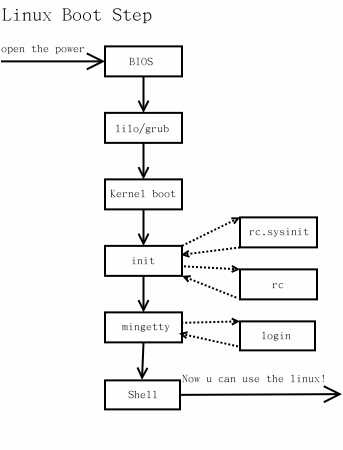 Linux Boot Step
open the power
BIOS
lilo/grub
Kernel boot
rc.sysinit
init
rc
mingetty
login
Now u can use the linux!
Shell